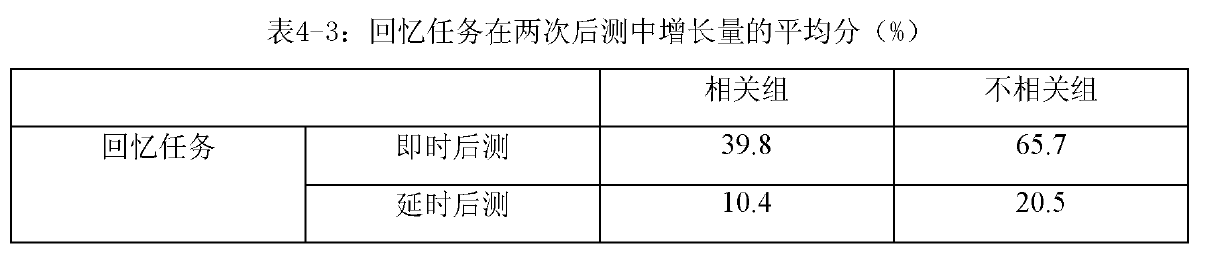 表4-3：回忆任务在两次后测中增长量的平均分（%）
相关组 不相关组
回忆任务 即时后测 39.8 65.7
延时后测 10.4 20.5